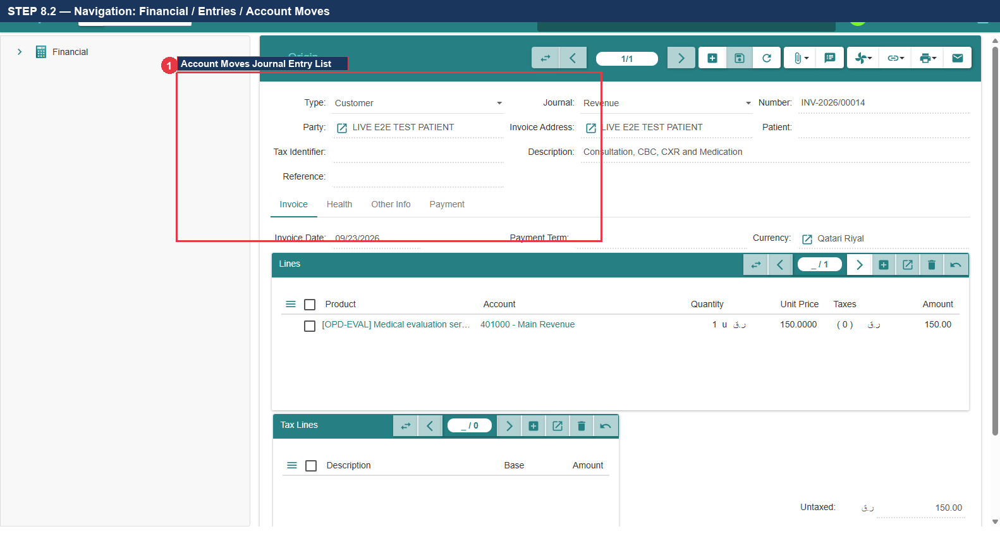 STEP 8.2 — Navigation: Financial / Entries / Account Moves
Financial
Origin
1 Account Moves Journal Entry List
1/1
Type: Customer Journal: Revenue Number: INV-2026/00014
Party: LIVE E2E TEST PATIENT Invoice Address: LIVE E2E TEST PATIENT Patient:
Tax Identifier: Description: Consultation, CBC, CXR and Medication
Reference:
Invoice Health Other Info Payment
Invoice Date: 09/23/2026 Payment Term: Currency: Qatari Riyal
Lines _ / 1
Product Account Quantity Unit Price Taxes Amount
[OPD-EVAL] Medical evaluation ser... 401000 - Main Revenue 1 u ر.ق 150.0000 ( 0 ) ر.ق 150.00
Tax Lines _ / 0
Description Base Amount
Untaxed: ر.ق 150.00